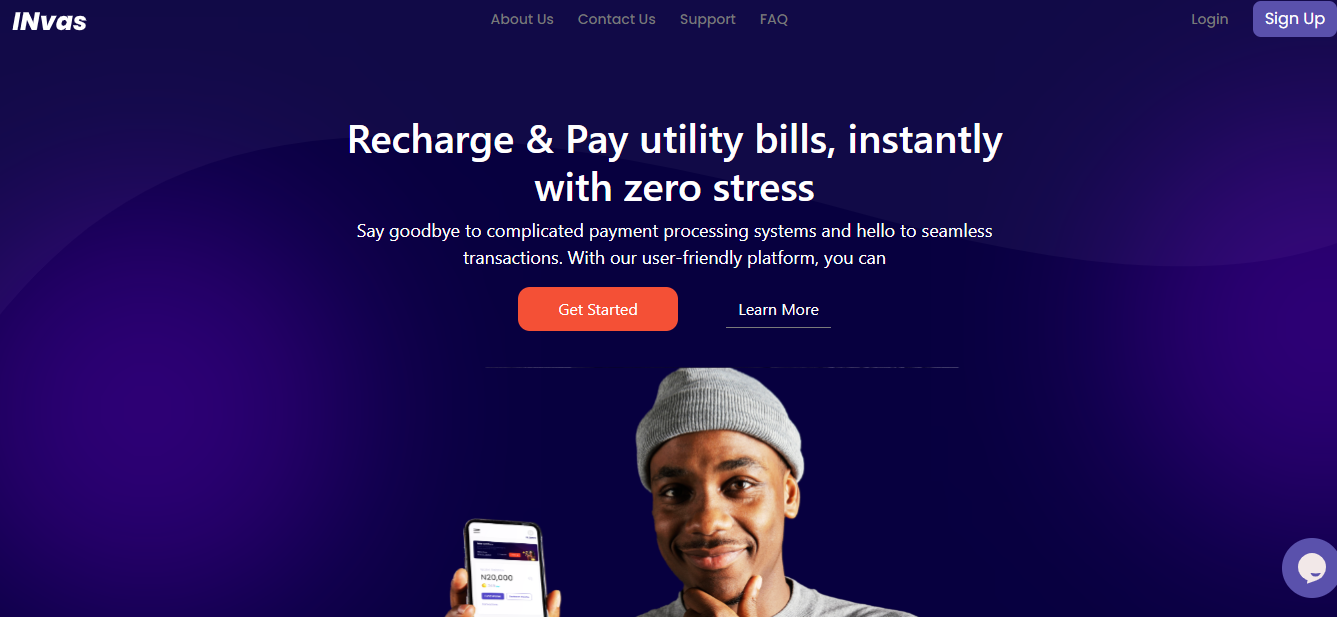 INvas
About Us Contact Us Support FAQ
Login Sign Up
Recharge & Pay utility bills, instantly
with zero stress
Say goodbye to complicated payment processing systems and hello to seamless
transactions. With our user-friendly platform, you can
Get Started Learn More
N20,000